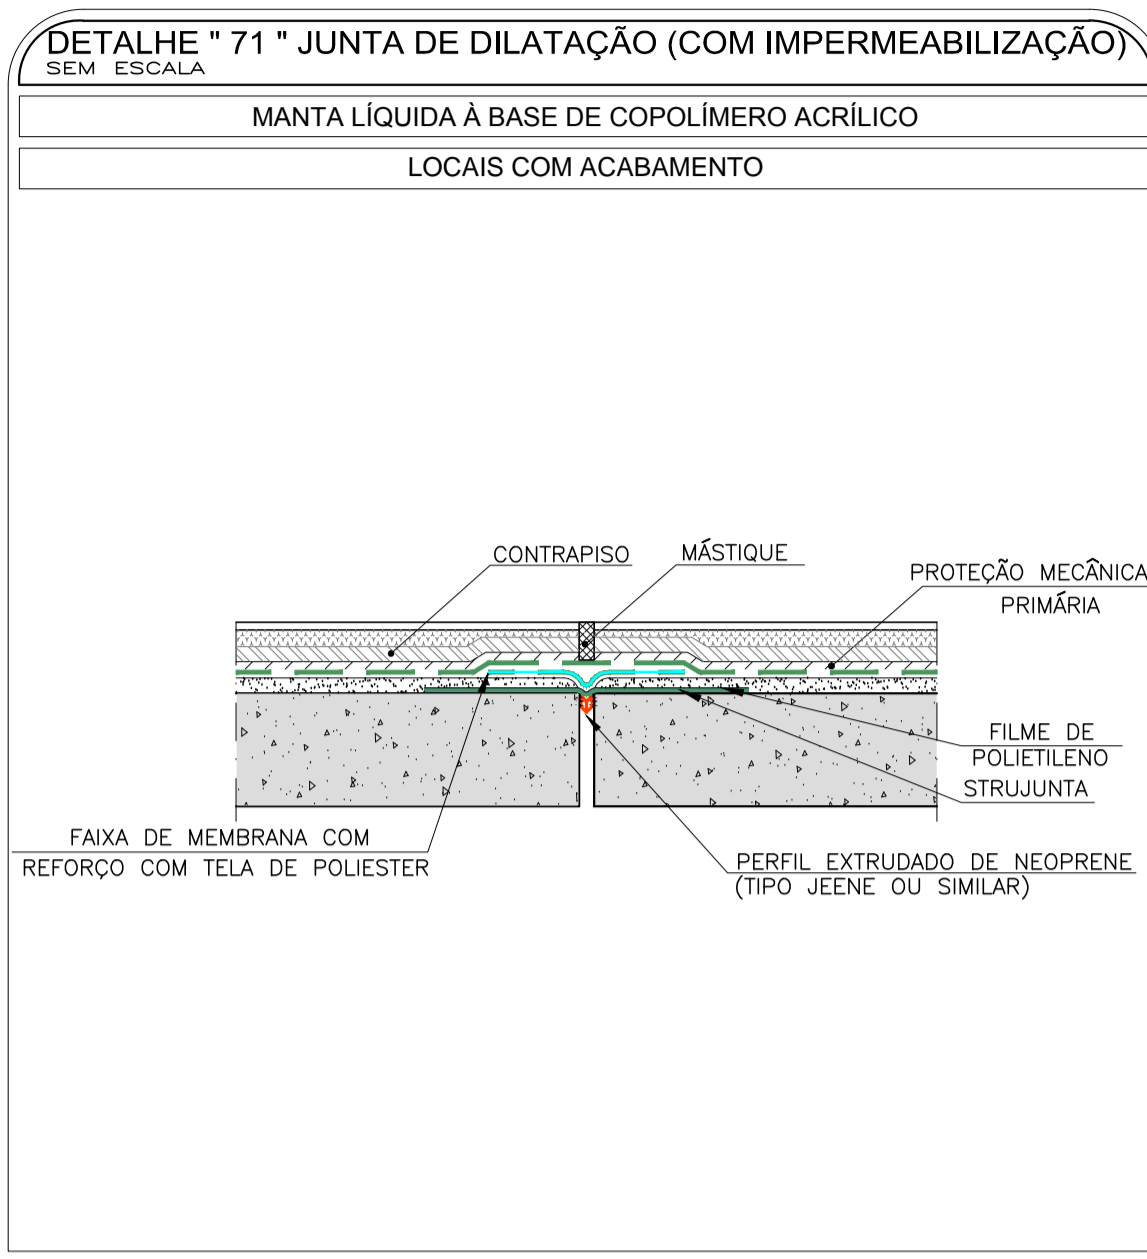 DETALHE " 71 " JUNTA DE DILATAÇÃO (COM IMPERMEABILIZAÇÃO)
SEM ESCALA
MANTA LÍQUIDA À BASE DE COPOLÍMERO ACRÍLICO
LOCAIS COM ACABAMENTO
CONTRAPISO
MÁSTIQUE
PROTEÇÃO MECÂNICA
PRIMÁRIA
FILME DE
POLIETILENO
STRUJUNTA
FAIXA DE MEMBRANA COM
REFORÇO COM TELA DE POLIESTER
PERFIL EXTRUDADO DE NEOPRENE
(TIPO JEENE OU SIMILAR)